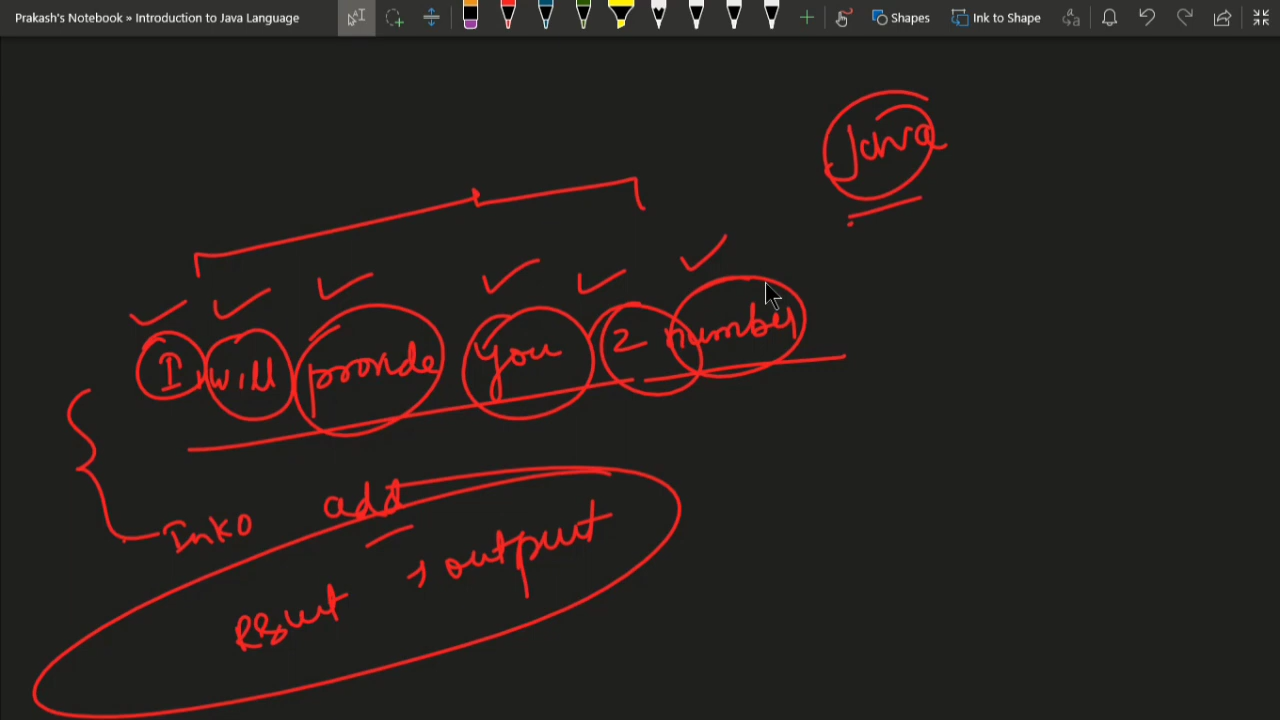 Prakash's Notebook » Introduction to Java Language
Shapes
Ink to Shape
Java
I will provide you 2 number
Inko add
result → output